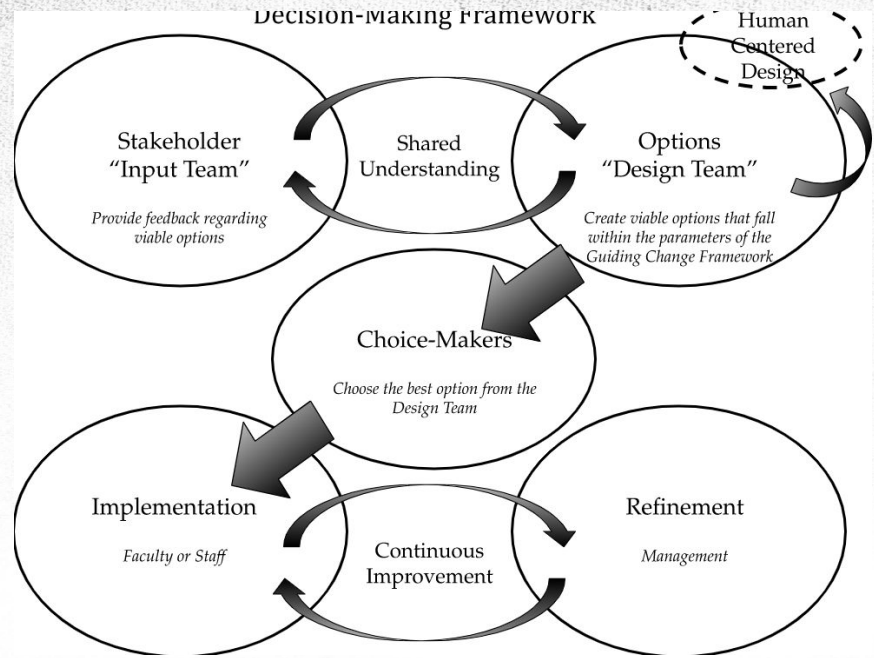 Decision-Making Framework
Human
Centered
Design
Stakeholder
“Input Team”
Provide feedback regarding
viable options
Shared
Understanding
Options
“Design Team”
Create viable options that fall
within the parameters of the
Guiding Change Framework
Choice-Makers
Choose the best option from the
Design Team
Implementation
Faculty or Staff
Continuous
Improvement
Refinement
Management